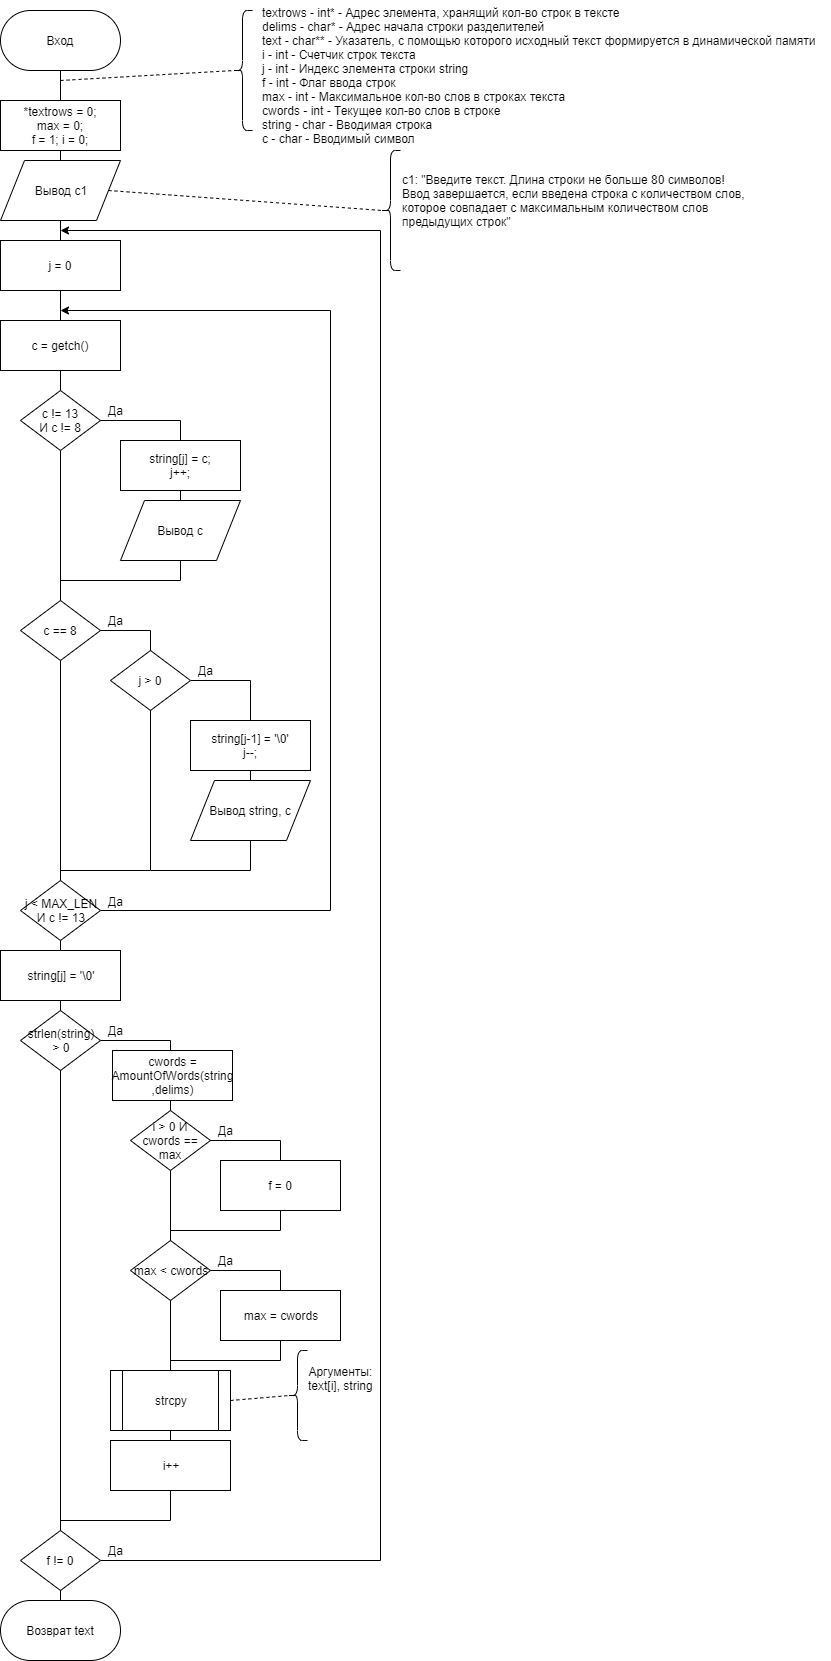 Вход
textrows - int* - Адрес элемента, хранящий кол-во строк в тексте
delims - char* - Адрес начала строки разделителей
text - char** - Указатель, с помощью которого исходный текст формируется в динамической памяти
i - int - Счетчик строк текста
j - int - Индекс элемента строки string
f - int - Флаг ввода строк
max - int - Максимальное кол-во слов в строках текста
cwords - int - Текущее кол-во слов в строке
string - char - Вводимая строка
c - char - Вводимый символ
*textrows = 0;
max = 0;
f = 1; i = 0;
Вывод с1
с1: "Введите текст. Длина строки не больше 80 символов!
Ввод завершается, если введена строка с количеством слов,
которое совпадает с максимальным количеством слов
предыдущих строк"
j = 0
c = getch()
c != 13
И c != 8
Да
string[j] = c;
j++;
Вывод c
c == 8
Да
j > 0
Да
string[j-1] = '\0'
j--;
Вывод string, c
j < MAX_LEN
И c != 13
Да
string[j] = '\0'
strlen(string)
> 0
Да
cwords =
AmountOfWords(string
,delims)
i > 0 И
cwords ==
max
Да
f = 0
max < cwords
Да
max = cwords
strcpy
Аргументы:
text[i], string
i++
f != 0
Да
Возврат text